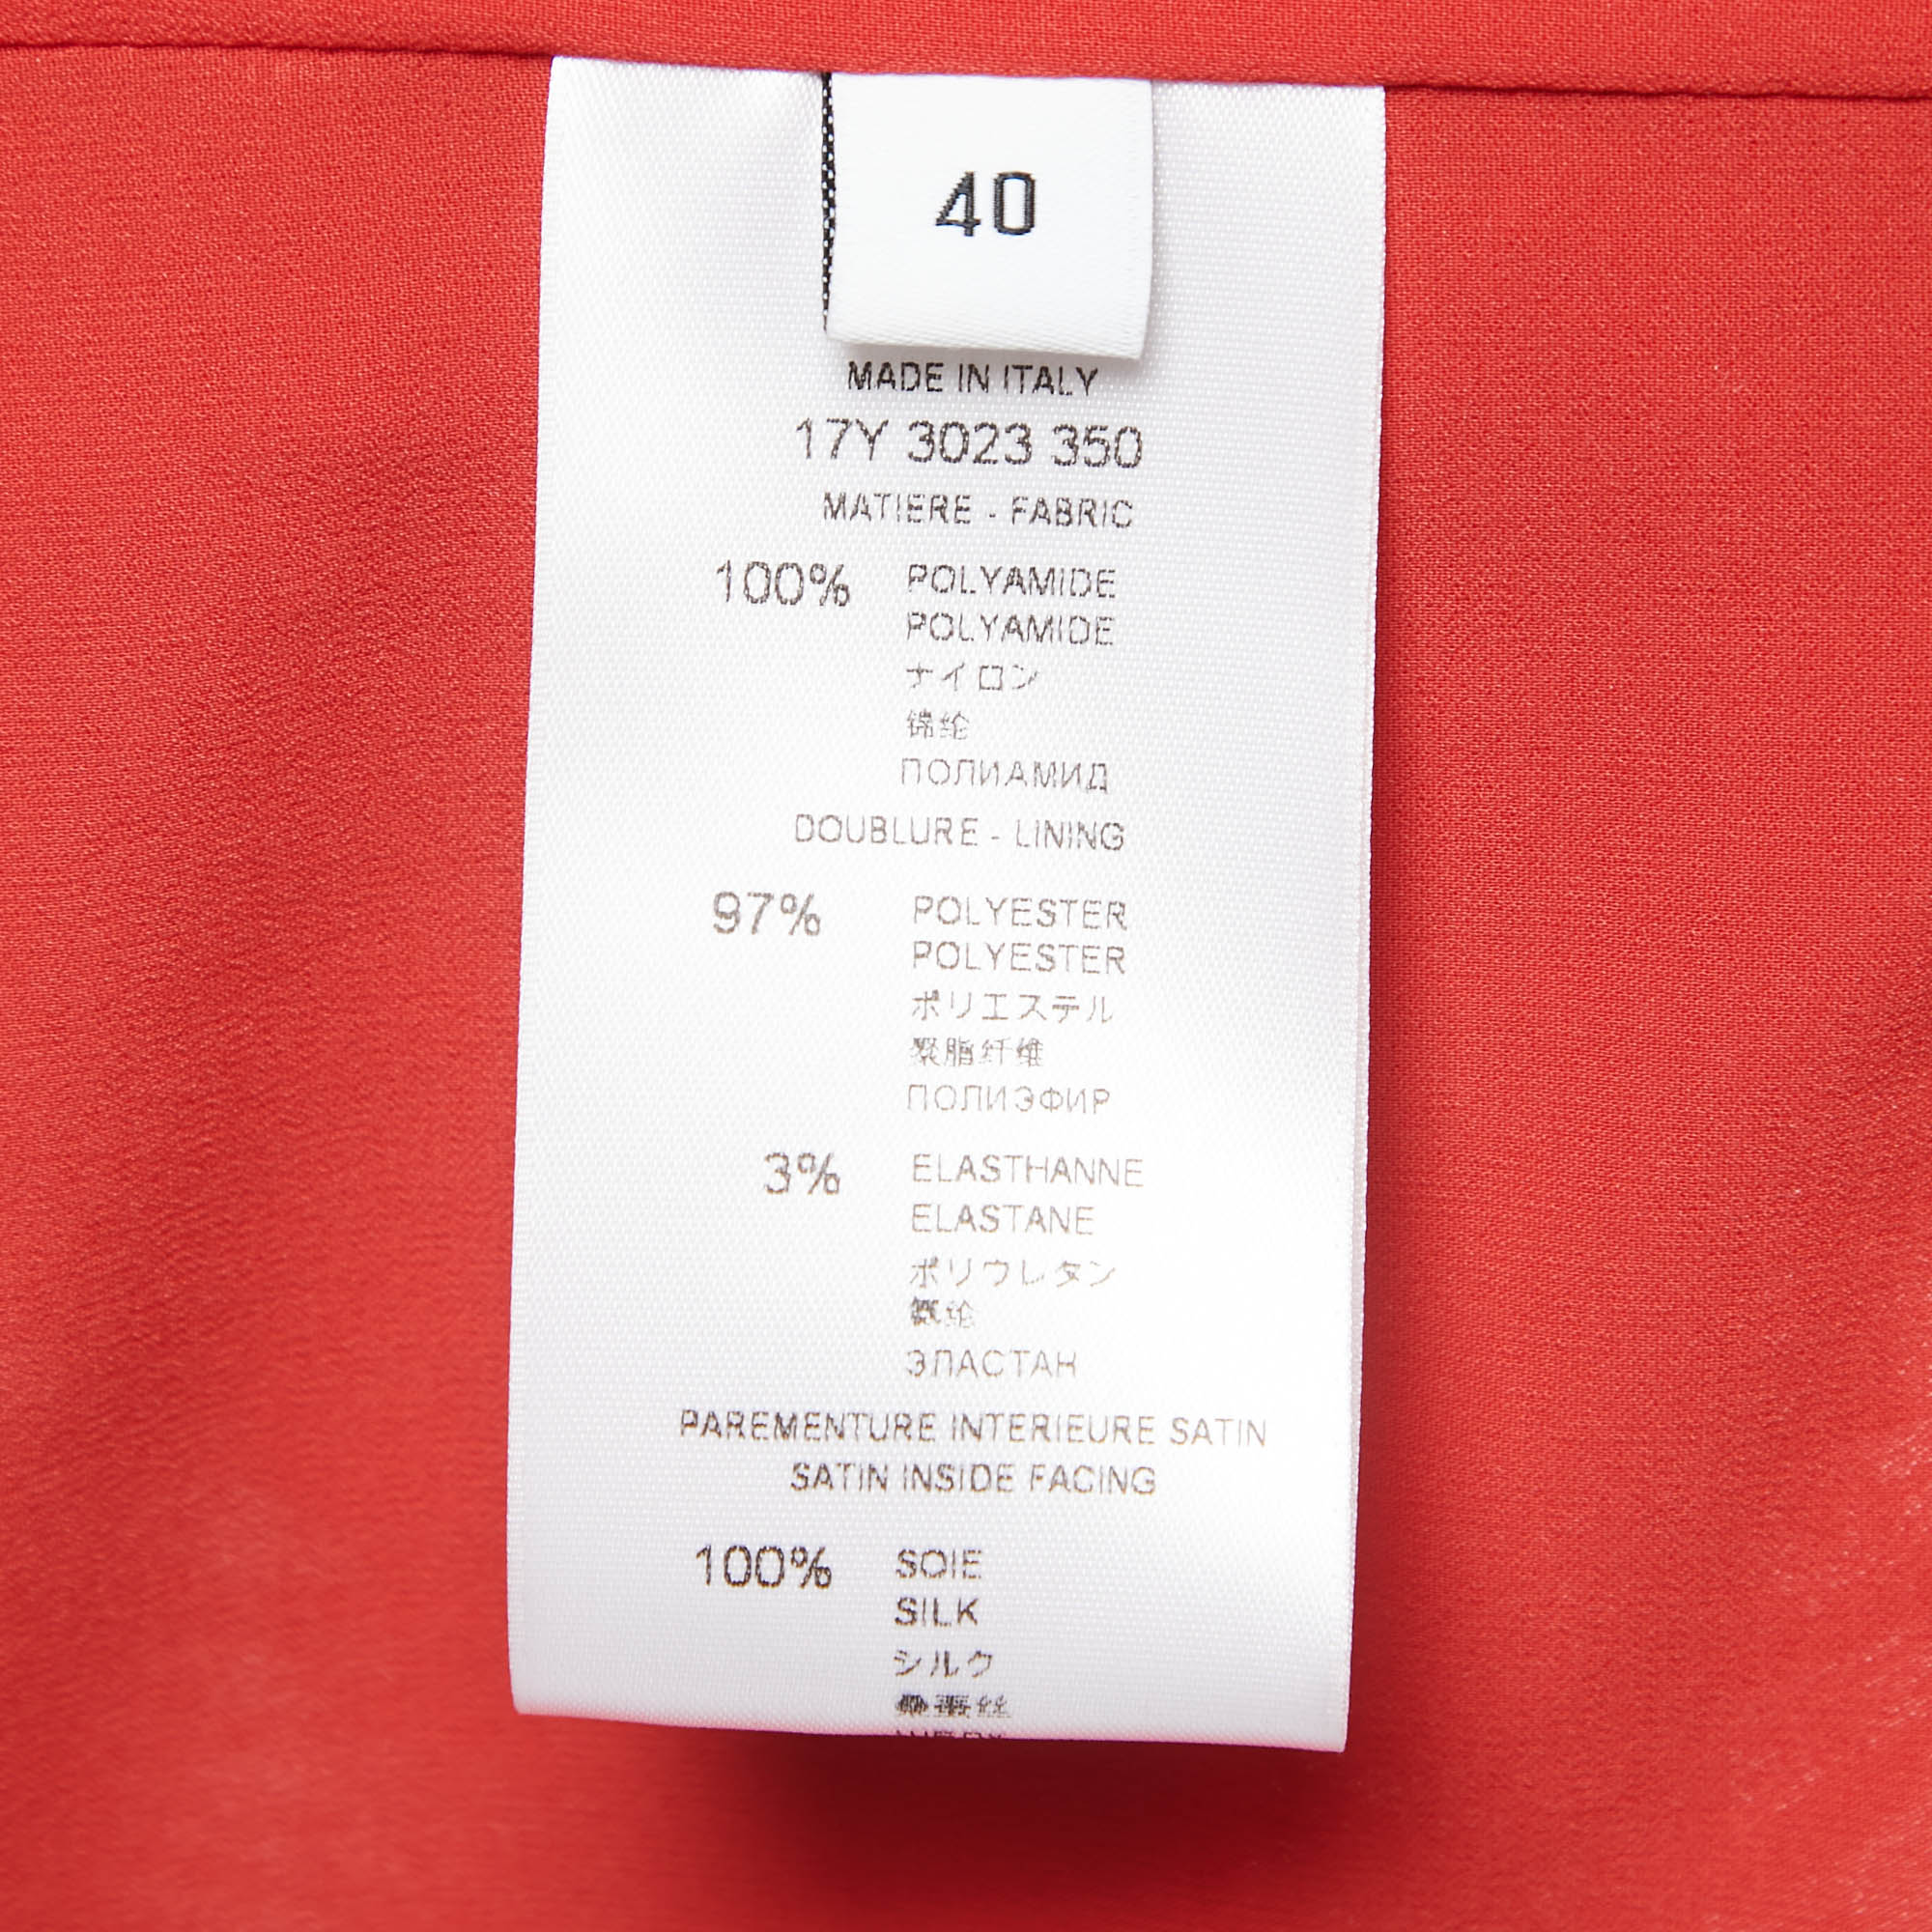 40
MADE IN ITALY
17Y 3023 350
MATIERE - FABRIC
100% POLYAMIDE
POLYAMIDE
ナイロン
锦纶
ПОЛИАМИД
DOUBLURE - LINING
97% POLYESTER
POLYESTER
ポリエステル
聚脂纤维
ПОЛИЭФИР
3% ELASTHANNE
ELASTANE
ポリウレタン
氨纶
ЭЛАСТАН
PAREMENTURE INTERIEURE SATIN
SATIN INSIDE FACING
100% SOIE
SILK
シルク
桑蚕丝